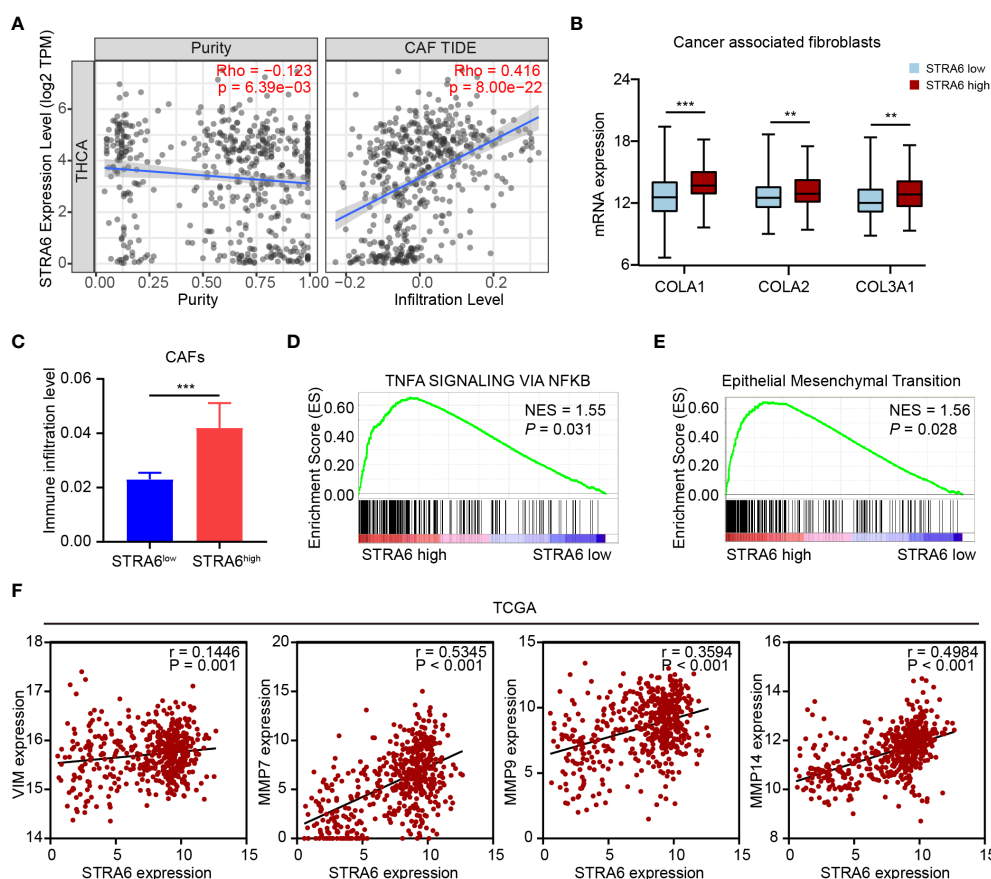 A
Purity
CAF TIDE
Rho = −0.123
p = 6.39e−03
Rho = 0.416
p = 8.00e−22
STRA6 Expression Level (log2 TPM)
THCA
6
4
2
0
0.00
0.25
0.50
0.75
1.00
−0.2
0.0
0.2
Purity
Infiltration Level
B
Cancer associated fibroblasts
STRA6 low
STRA6 high
mRNA expression
24
18
12
6
***
**
**
COLA1
COLA2
COL3A1
C
CAFs
Immune infiltration level
0.06
0.04
0.02
0.00
***
STRA6low
STRA6high
D
TNFA SIGNALING VIA NFKB
Enrichment Score (ES)
0.60
0.40
0.20
0.00
NES = 1.55
P = 0.031
STRA6 high
STRA6 low
E
Epithelial Mesenchymal Transition
Enrichment Score (ES)
0.60
0.40
0.20
0.00
NES = 1.56
P = 0.028
STRA6 high
STRA6 low
F
TCGA
VIM expression
18
17
16
15
14
r = 0.1446
P = 0.001
0
5
10
15
STRA6 expression
MMP7 expression
20
15
10
5
0
r = 0.5345
P < 0.001
0
5
10
15
STRA6 expression
MMP9 expression
15
10
5
0
r = 0.3594
P < 0.001
0
5
10
15
STRA6 expression
MMP14 expression
16
14
12
10
8
r = 0.4984
P < 0.001
0
5
10
15
STRA6 expression